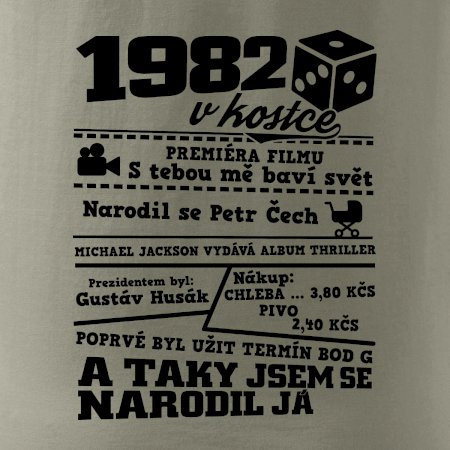 1982
v kostce
PREMIÉRA FILMU
S tebou mě baví svět
Narodil se Petr Čech
MICHAEL JACKSON VYDÁVÁ ALBUM THRILLER
Prezidentem byl:
Gustáv Husák
Nákup:
CHLEBA ... 3,80 KČS
PIVO
2,40 KČS
POPRVÉ BYL UŽIT TERMÍN BOD G
A TAKY JSEM SE
NARODIL JÁ